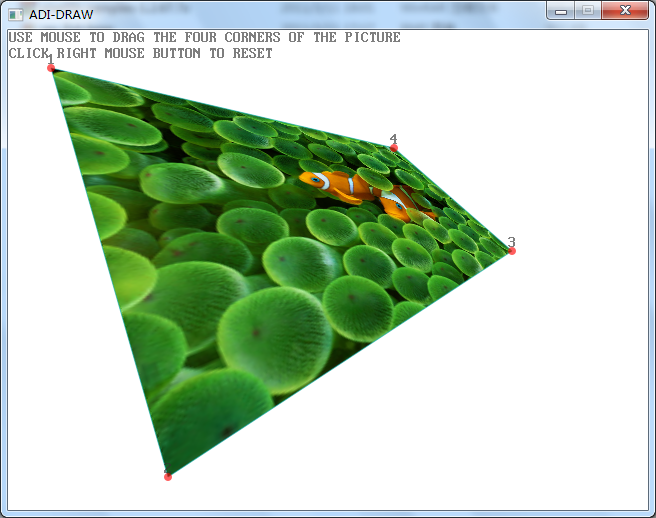 ADI-DRAW
USE MOUSE TO DRAG THE FOUR CORNERS OF THE PICTURE
CLICK RIGHT MOUSE BUTTON TO RESET
1
4
3